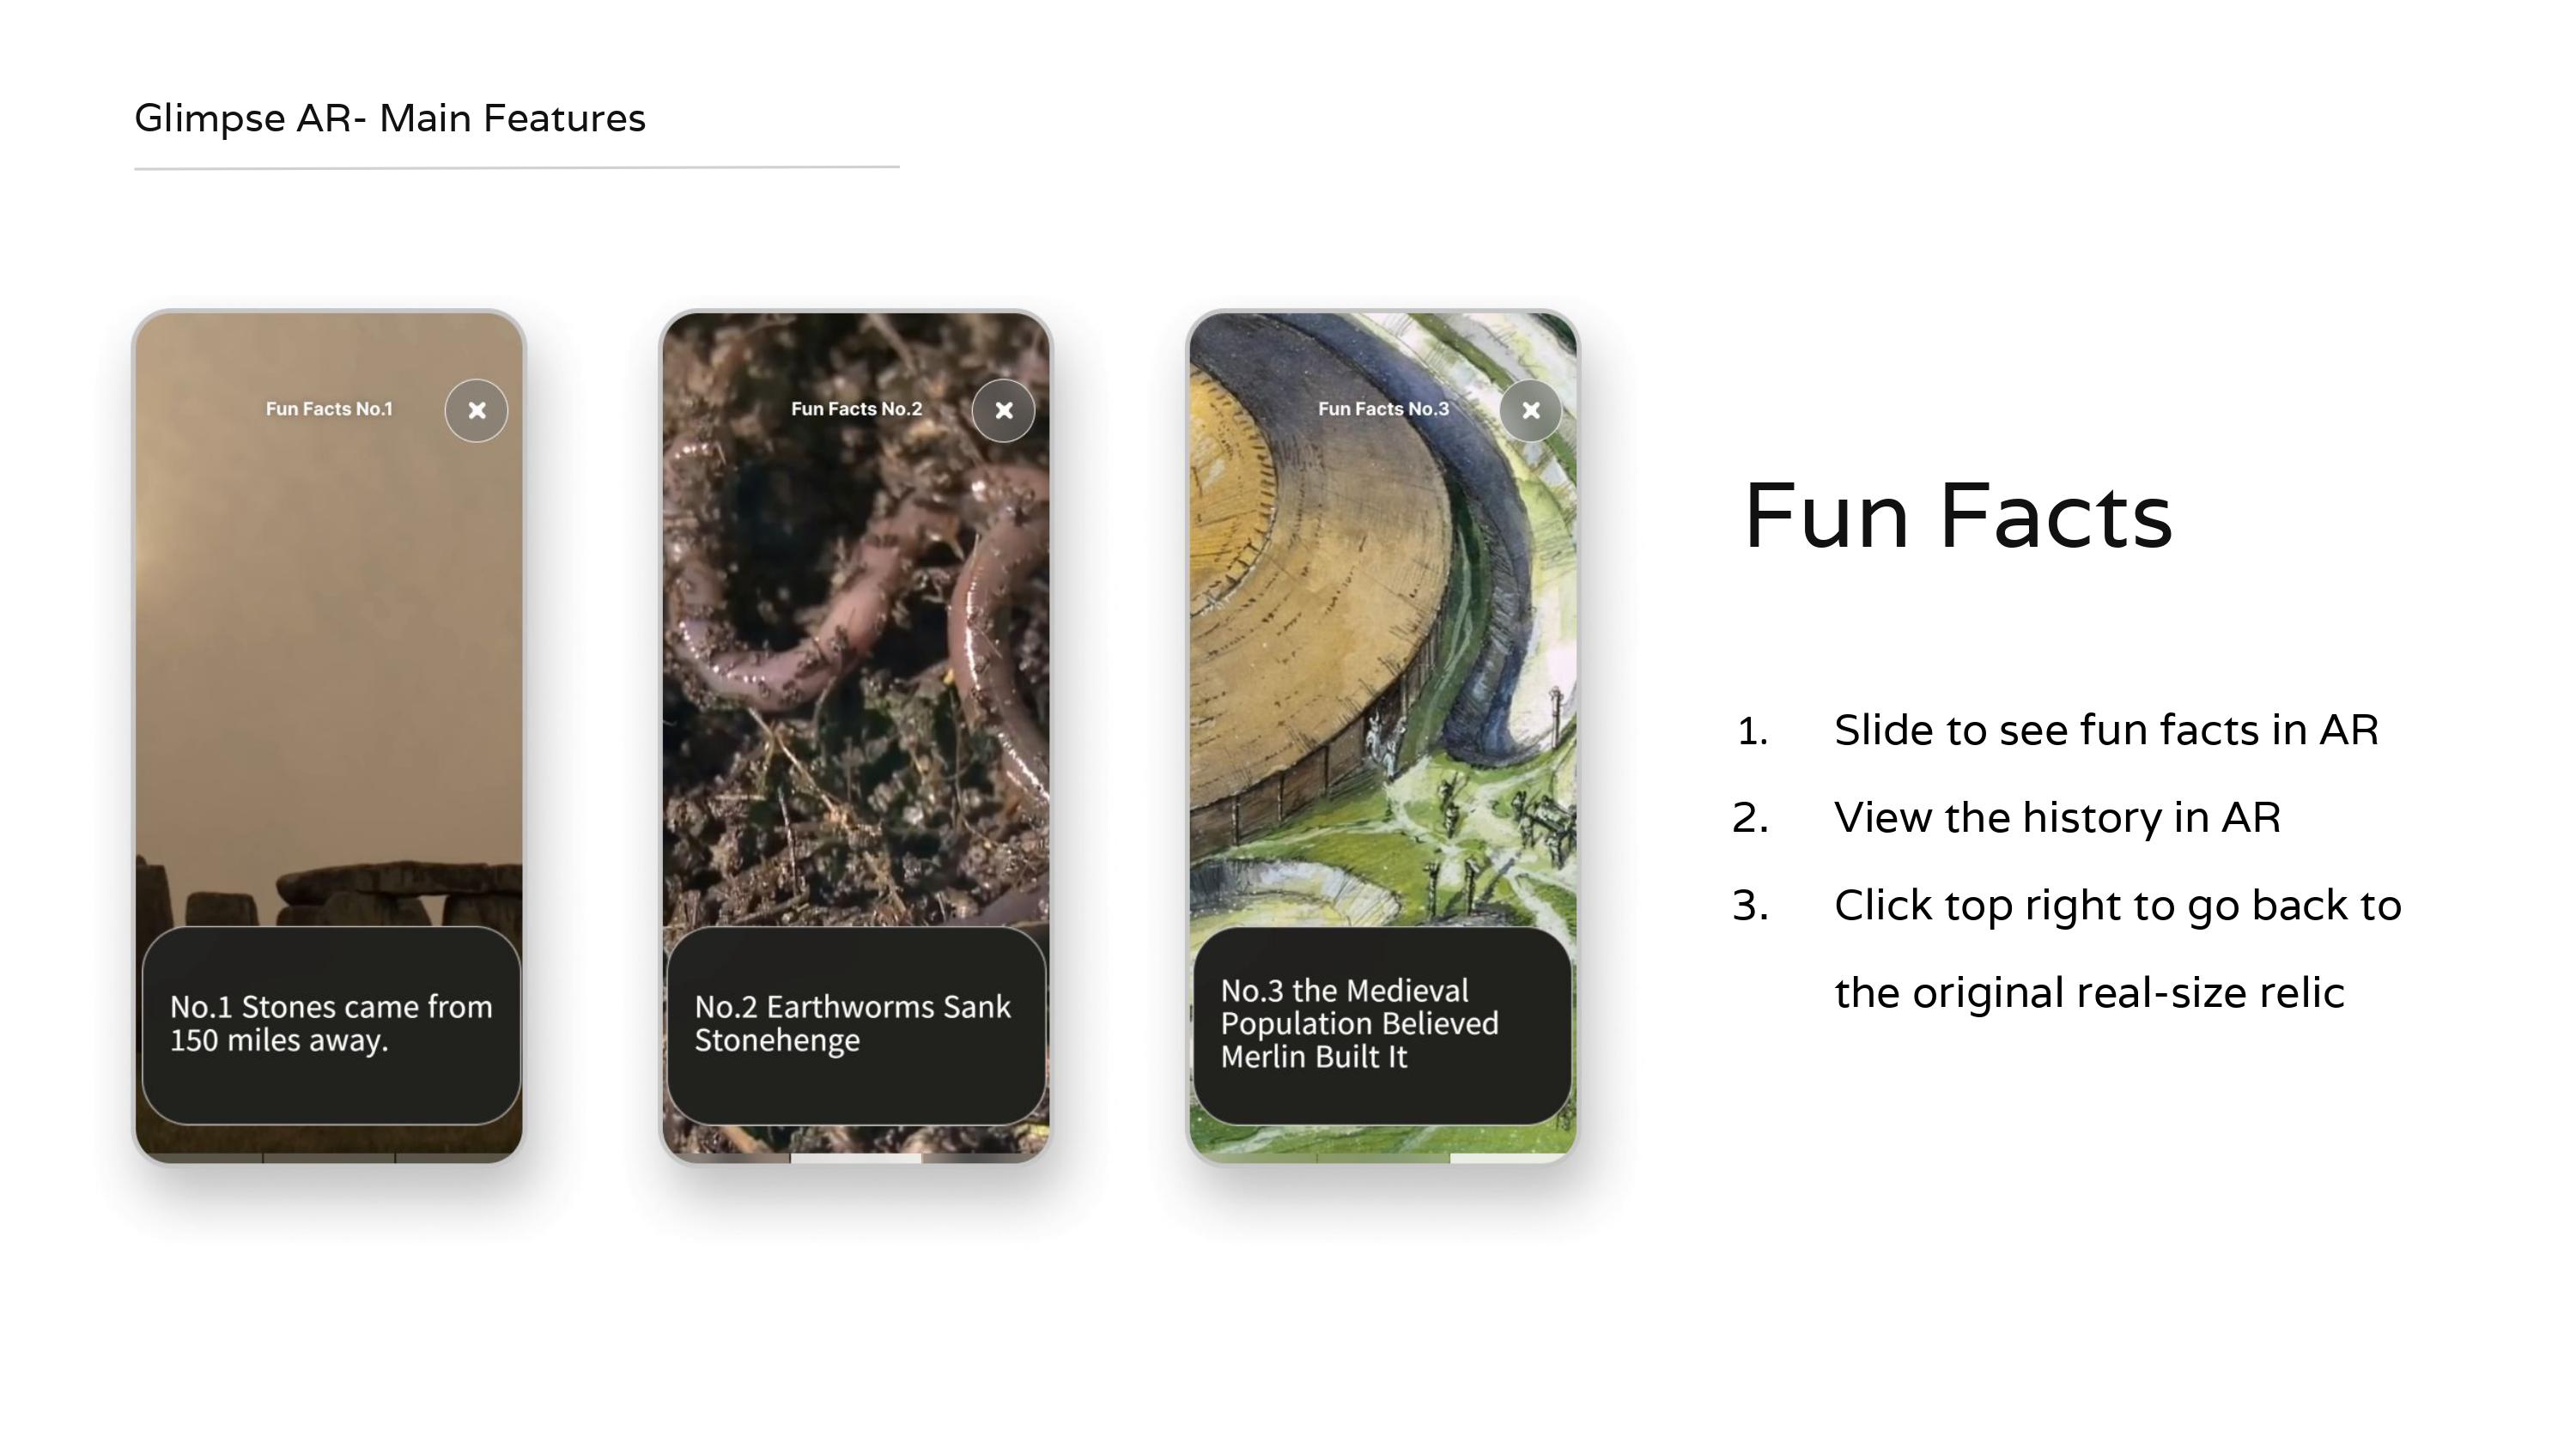 Glimpse AR- Main Features
Fun Facts No.1
No.1 Stones came from
150 miles away.
Fun Facts No.2
No.2 Earthworms Sank
Stonehenge
Fun Facts No.3
No.3 the Medieval
Population Believed
Merlin Built It
Fun Facts
1. Slide to see fun facts in AR
2. View the history in AR
3. Click top right to go back to
the original real-size relic